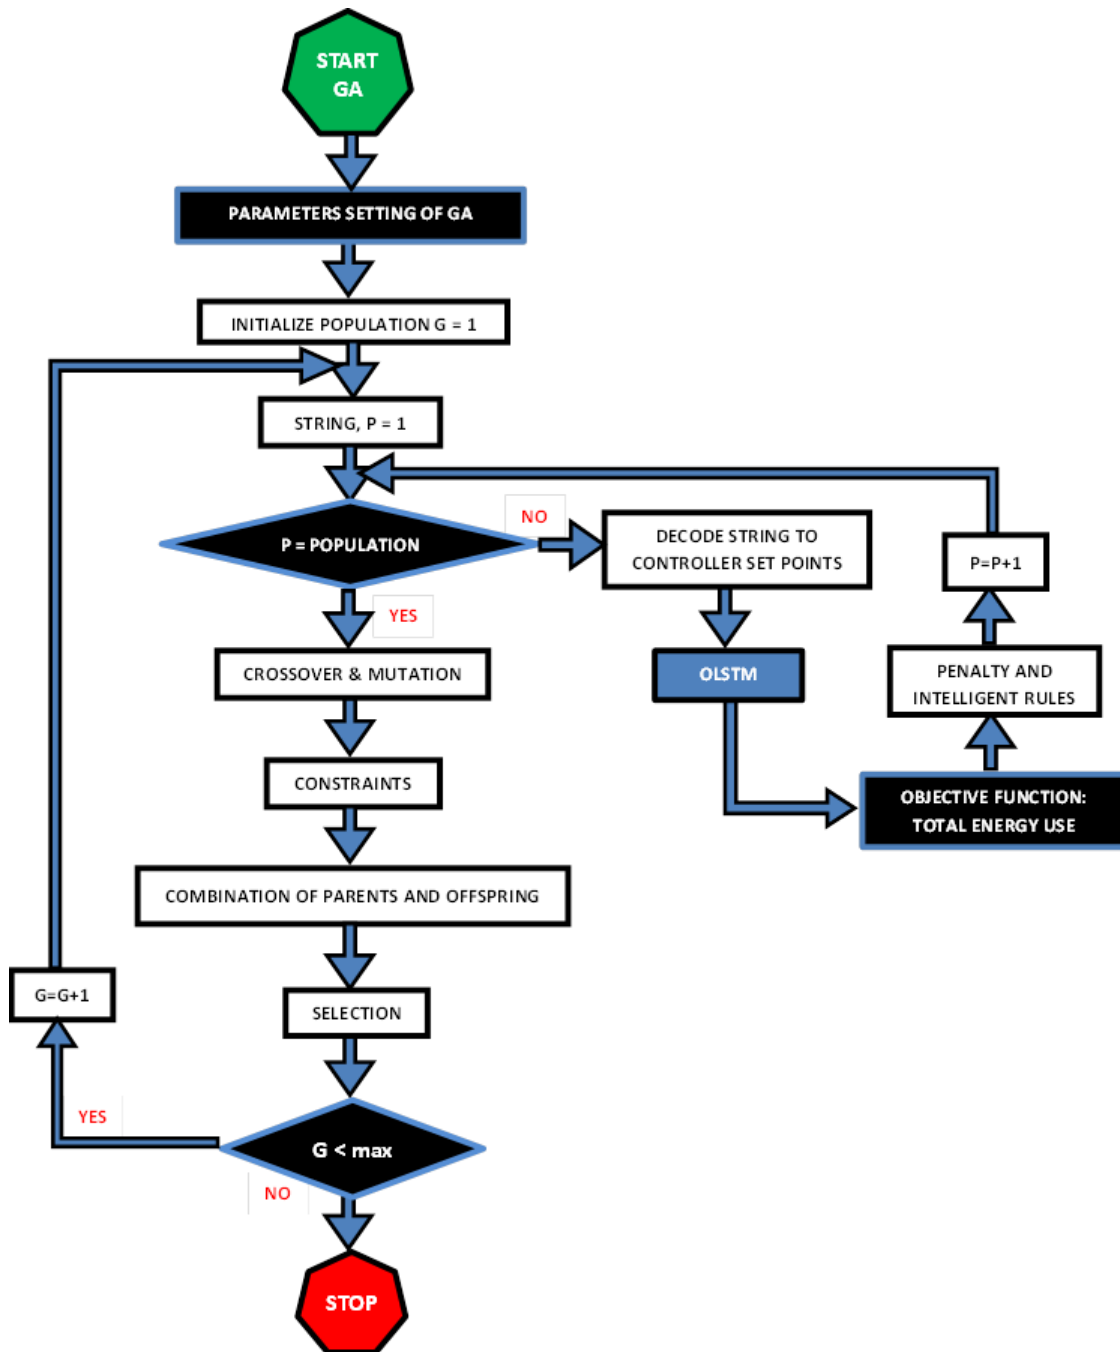 START
GA
PARAMETERS SETTING OF GA
INITIALIZE POPULATION G = 1
STRING, P = 1
P = POPULATION
NO
DECODE STRING TO
CONTROLLER SET POINTS
P=P+1
YES
CROSSOVER & MUTATION
OLSTM
PENALTY AND
INTELLIGENT RULES
CONSTRAINTS
OBJECTIVE FUNCTION:
TOTAL ENERGY USE
COMBINATION OF PARENTS AND OFFSPRING
G=G+1
SELECTION
YES
G < max
NO
STOP